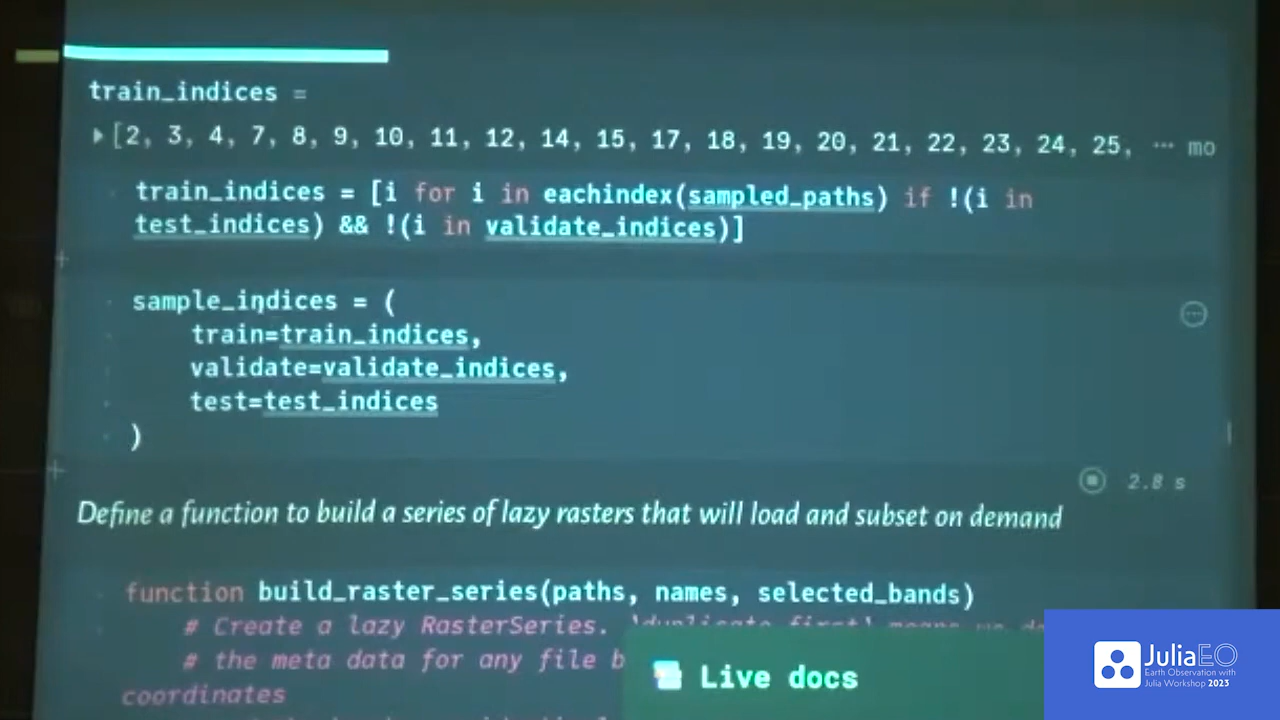 train_indices =
[2, 3, 4, 7, 8, 9, 10, 11, 12, 14, 15, 17, 18, 19, 20, 21, 22, 23, 24, 25, ··· mo
train_indices = [i for i in eachindex(sampled_paths) if !(i in
test_indices) && !(i in validate_indices)]
sample_indices = (
train=train_indices,
validate=validate_indices,
test=test_indices
)
2.8 s
Define a function to build a series of lazy rasters that will load and subset on demand
function build_raster_series(paths, names, selected_bands)
# Create a lazy RasterSeries. 'duplicate_first' means we do
# the meta data for any file b
coordinates
Live docs
JuliaEO
Earth Observation with
Julia Workshop 2023